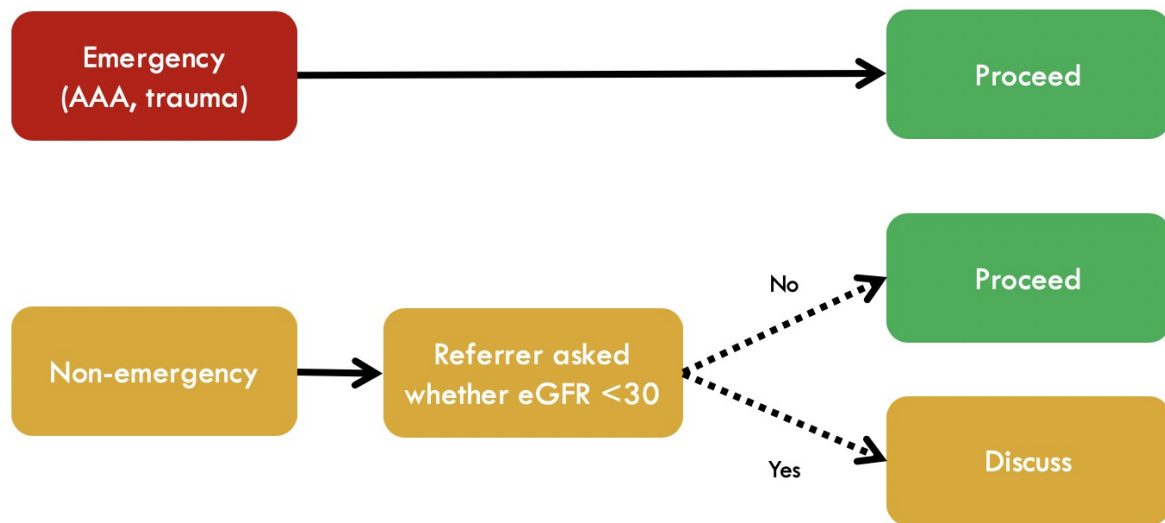 Emergency
(AAA, trauma)
Proceed
No
Proceed
Non-emergency
Referrer asked
whether eGFR <30
Yes
Discuss